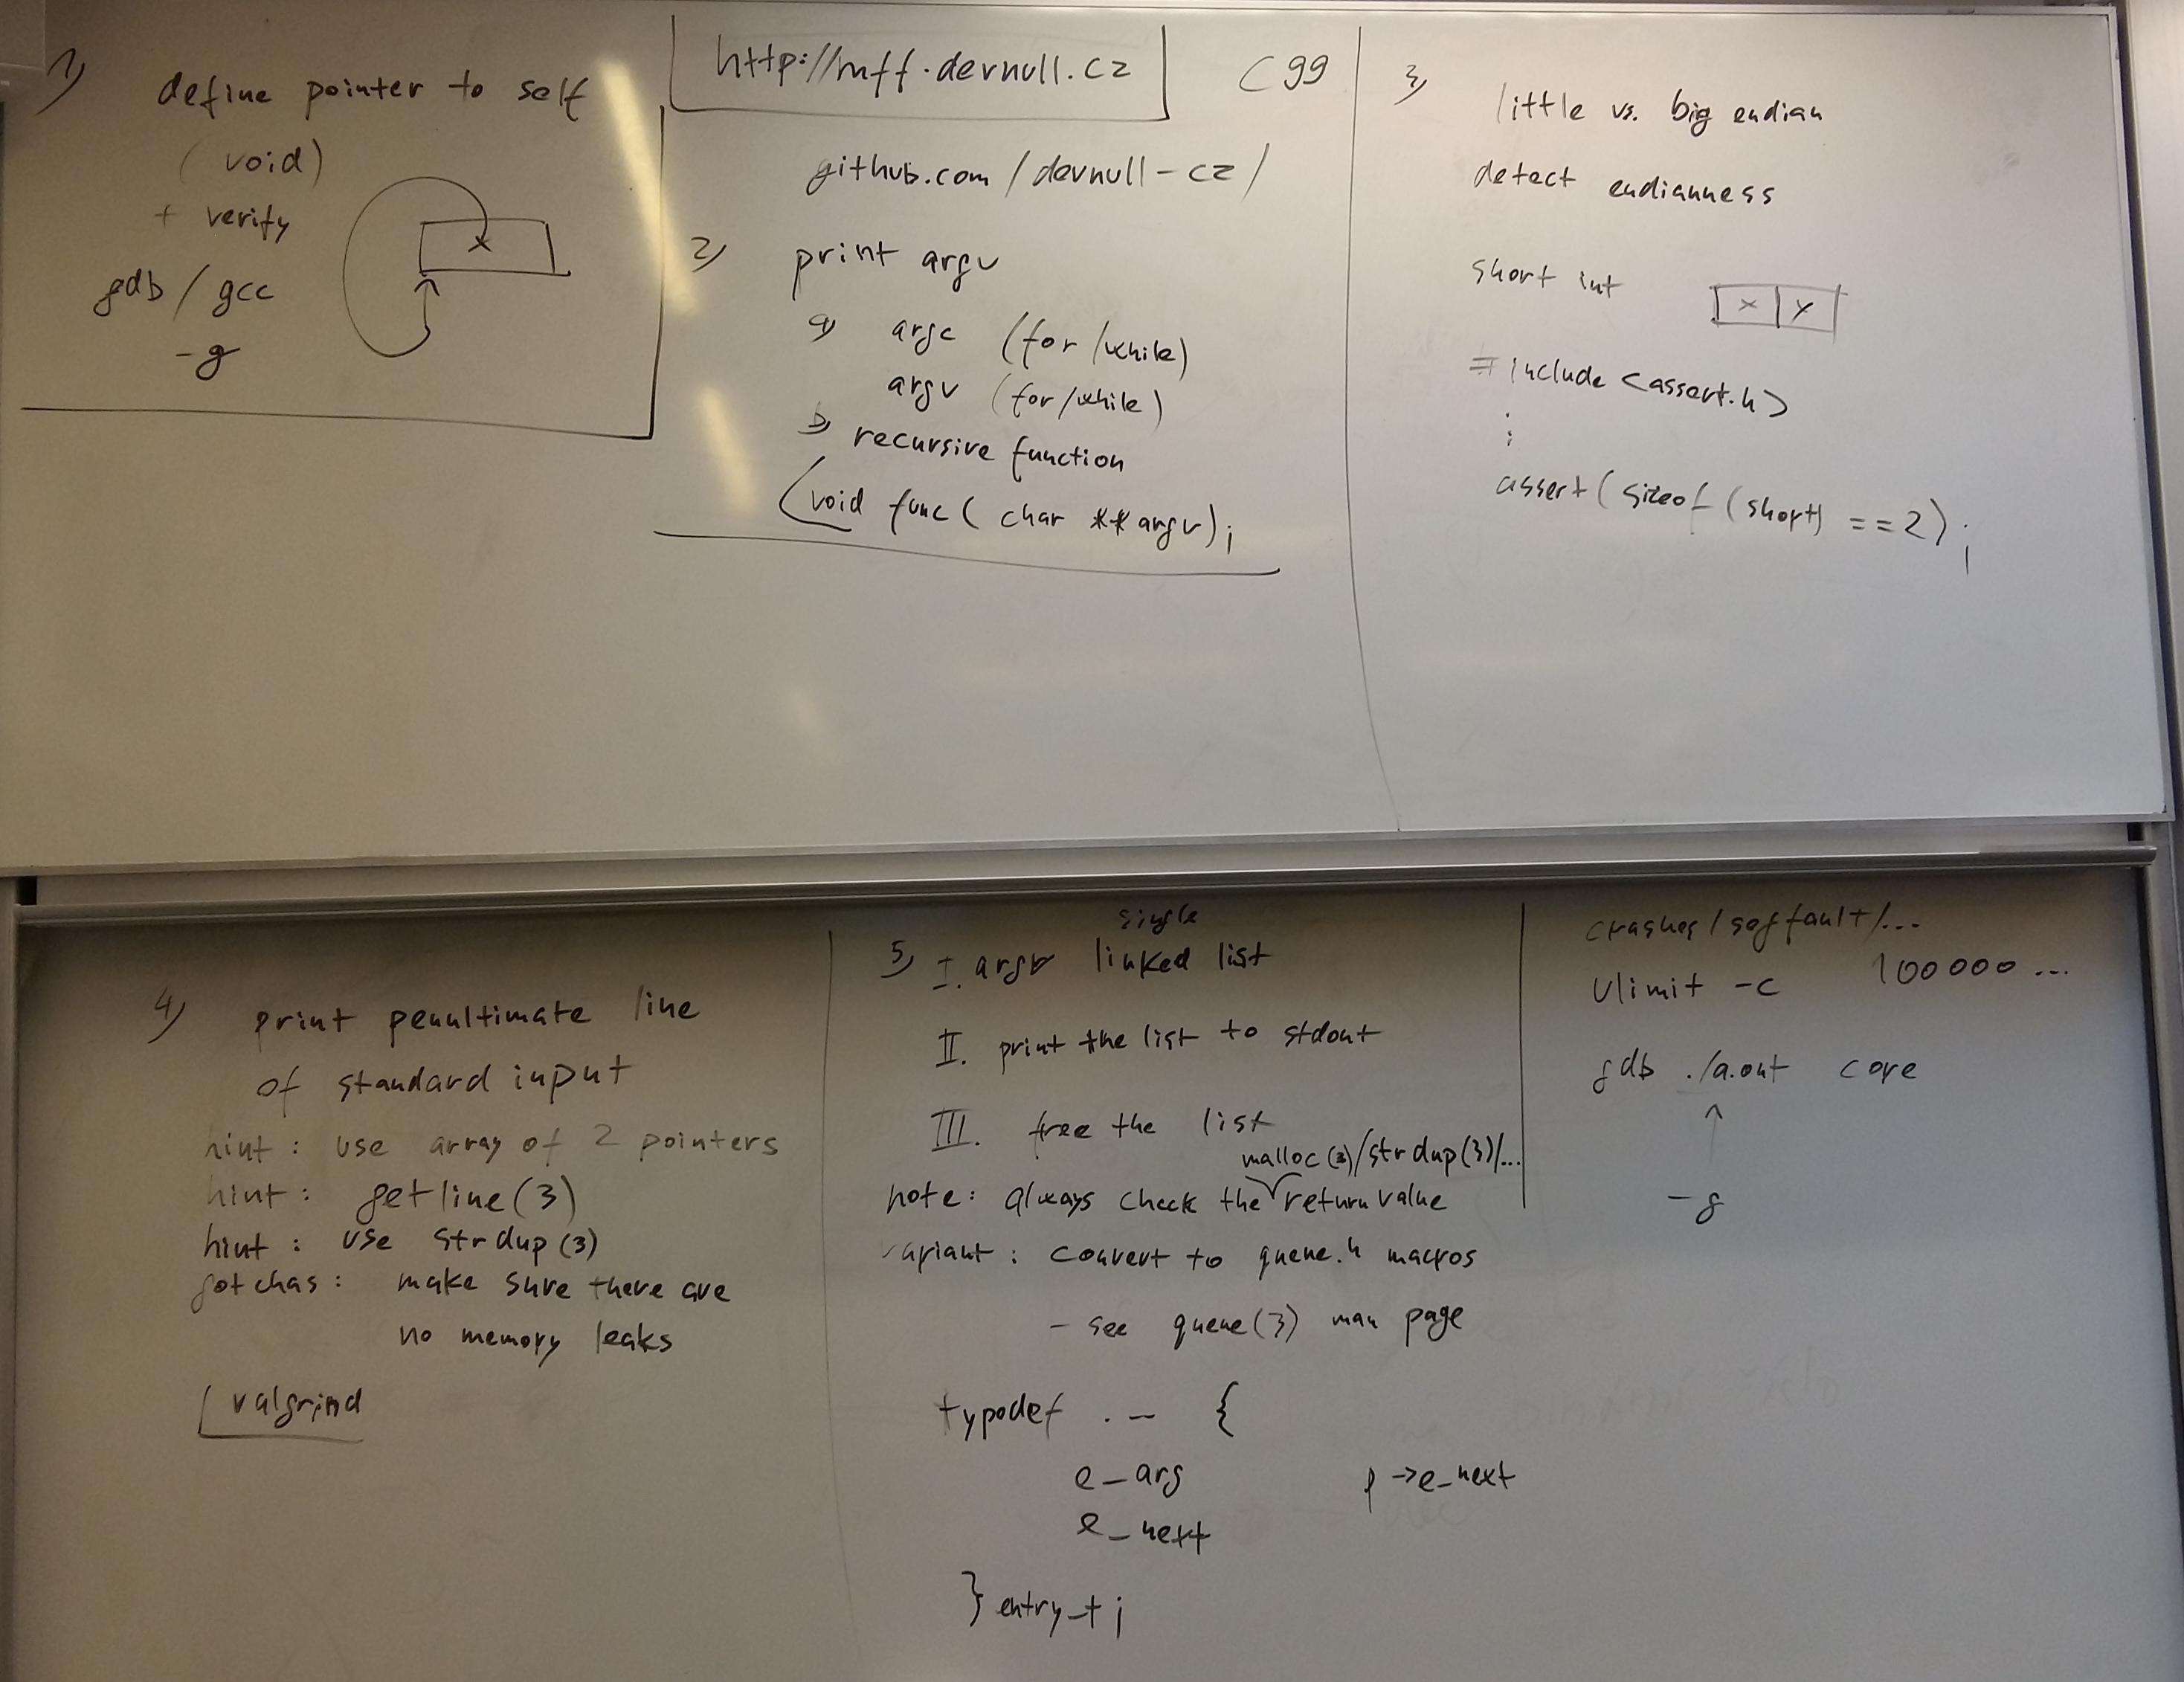 1)
define pointer to self
(void)
+ verify
gdb / gcc
-g
x
http://mff.devnull.cz
C99
github.com/devnull-cz/
2)
print argv
a) argc (for/while)
argv (for/while)
b) recursive function
(void func( char **argv);
3)
little vs. big endian
detect endianness
short int
x y
#include <assert.h>
:
assert(sizeof(short) == 2);
4)
print penultimate line
of standard input
hint: use array of 2 pointers
hint: getline(3)
hint: use strdup(3)
gotchas: make sure there are
no memory leaks
valgrind
5)
single
I. argv linked list
II. print the list to stdout
III. free the list
malloc(3)/strdup(3)/...
note: always check the return value
variant: convert to queue.h macros
- see queue(3) man page
typedef .- {
e_arg
e_next
p->e_next
} entry_t;
crashes/segfault/...
ulimit -c 100000...
gdb ./a.out core
-g